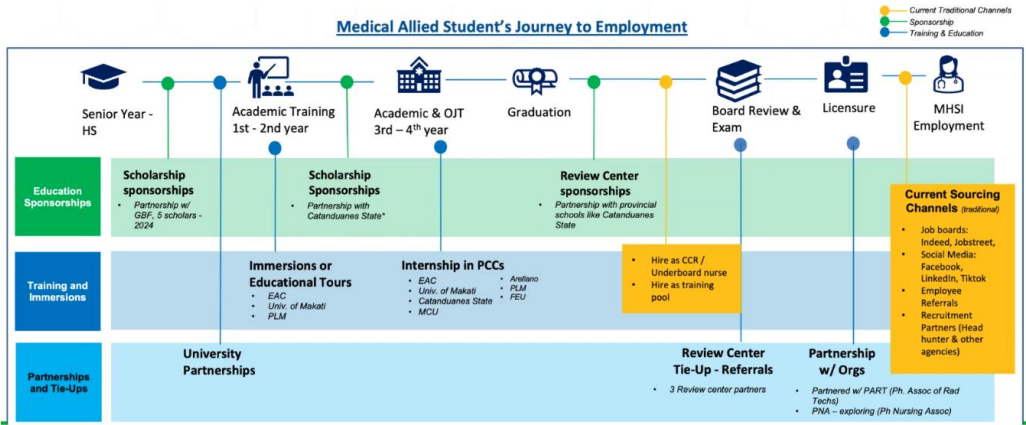 Medical Allied Student's Journey to Employment
Current Traditional Channels
Sponsorship
Training & Education
Senior Year -
HS
Academic Training
1st - 2nd year
Academic & OJT
3rd – 4th year
Graduation
Board Review &
Exam
Licensure
MHSI
Employment
Education
Sponsorships
Scholarship
sponsorships
• Partnership w/
GBF, 5 scholars -
2024
Scholarship
Sponsorships
• Partnership with
Catanduanes State*
Review Center
sponsorships
• Partnership with provincial
schools like Catanduanes
State
Current Sourcing
Channels (traditional)
• Job boards:
Indeed, Jobstreet,
• Social Media:
Facebook,
LinkedIn, Tiktok
• Employee
Referrals
• Recruitment
Partners (Head
hunter & other
agencies)
Training and
Immersions
Immersions or
Educational Tours
• EAC
• Univ. of Makati
• PLM
Internship in PCCs
• EAC
• Univ. of Makati
• Catanduanes State
• MCU
• Arellano
• PLM
• FEU
• Hire as CCR /
Underboard nurse
• Hire as training
pool
Partnerships
and Tie-Ups
University
Partnerships
Review Center
Tie-Up - Referrals
• 3 Review center partners
Partnership
w/ Orgs
• Partnered w/ PART (Ph. Assoc of Rad
Techs)
• PNA – exploring (Ph Nursing Assoc)